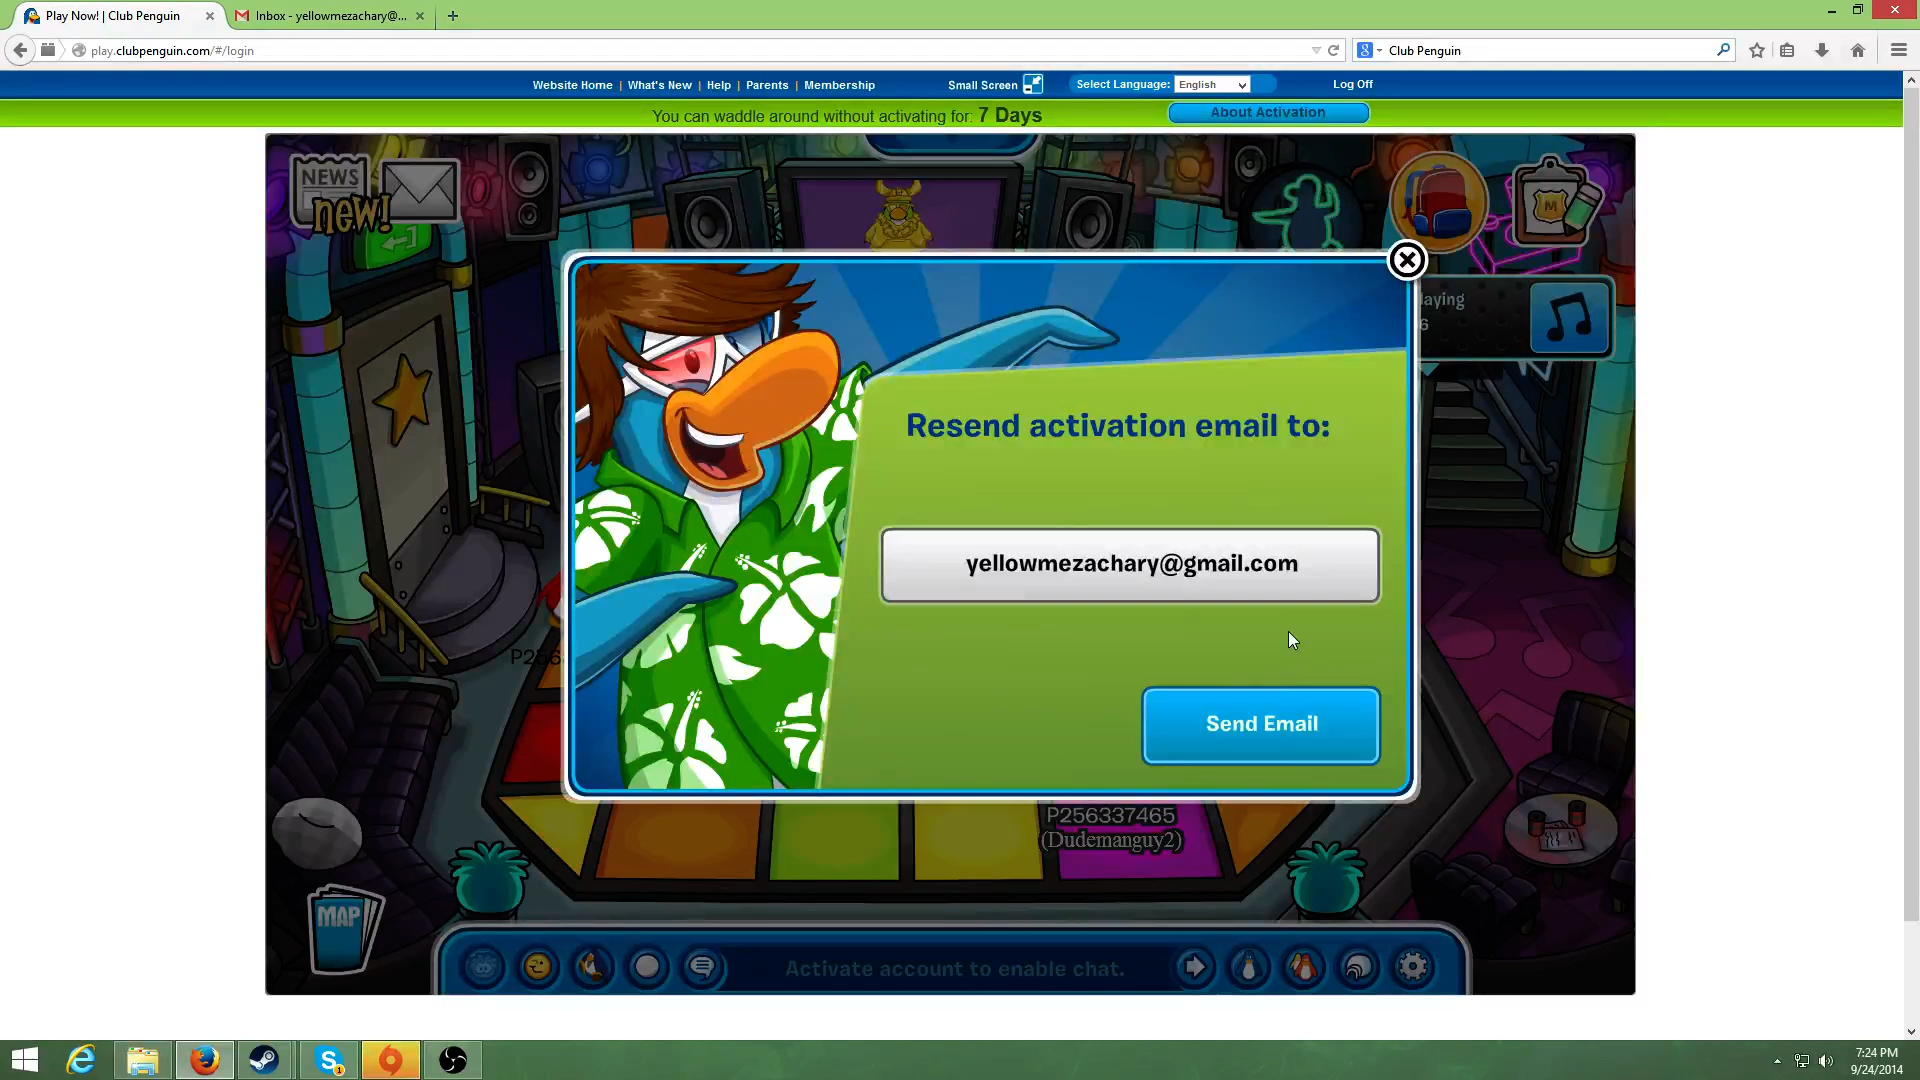 Play Now! | Club Penguin
Inbox - yellowmezachary@...
play.clubpenguin.com/#/login
Club Penguin
Website Home | What's New | Help | Parents | Membership
Small Screen
Select Language: English
Log Off
You can waddle around without activating for: 7 Days
About Activation
NEWS
new!
M
Resend activation email to:
yellowmezachary@gmail.com
Send Email
P256337465
(Dudemanguy2)
MAP
Activate account to enable chat.
7:24 PM
9/24/2014